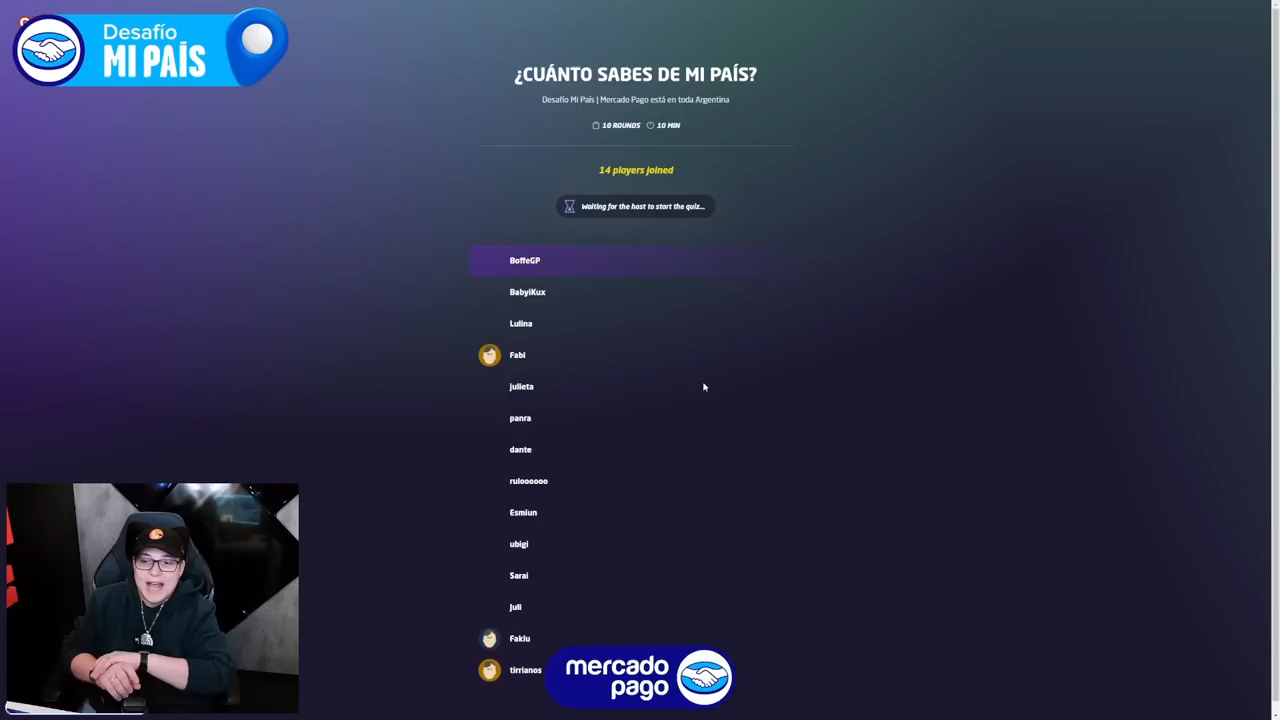 Desafío
MI PAÍS
¿CUÁNTO SABES DE MI PAÍS?
Desafío Mi País | Mercado Pago está en toda Argentina
10 ROUNDS 10 MIN
14 players joined
Waiting for the host to start the quiz...
BoffeGP
BabyiKux
Lulina
Fabi
julieta
panra
dante
ruloooooo
Esmiun
ubigi
Sarai
Juli
Fakiu
tirrianos
mercado
pago